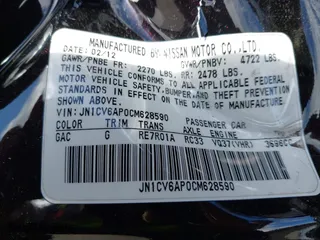 MANUFACTURED BY NISSAN MOTOR CO.,LTD.
DATE: 02/12 GVWR/PNBV: 4722 LBS.
GAWR/PNBE FR: 2270 LBS. RR: 2478 LBS.
THIS VEHICLE CONFORMS TO ALL APPLICABLE FEDERAL
MOTOR VEHICLE SAFETY, BUMPER, AND THEFT PREVENTION
STANDARDS IN EFFECT ON THE DATE OF MANUFACTURE
SHOWN ABOVE.
VIN: JN1CV6AP0CM628590 PASSENGER CAR
COLOR TRIM TRANS AXLE ENGINE
GAC G RE7R01A RC33 VQ37(VHR) 3696CC
JN1CV6AP0CM628590